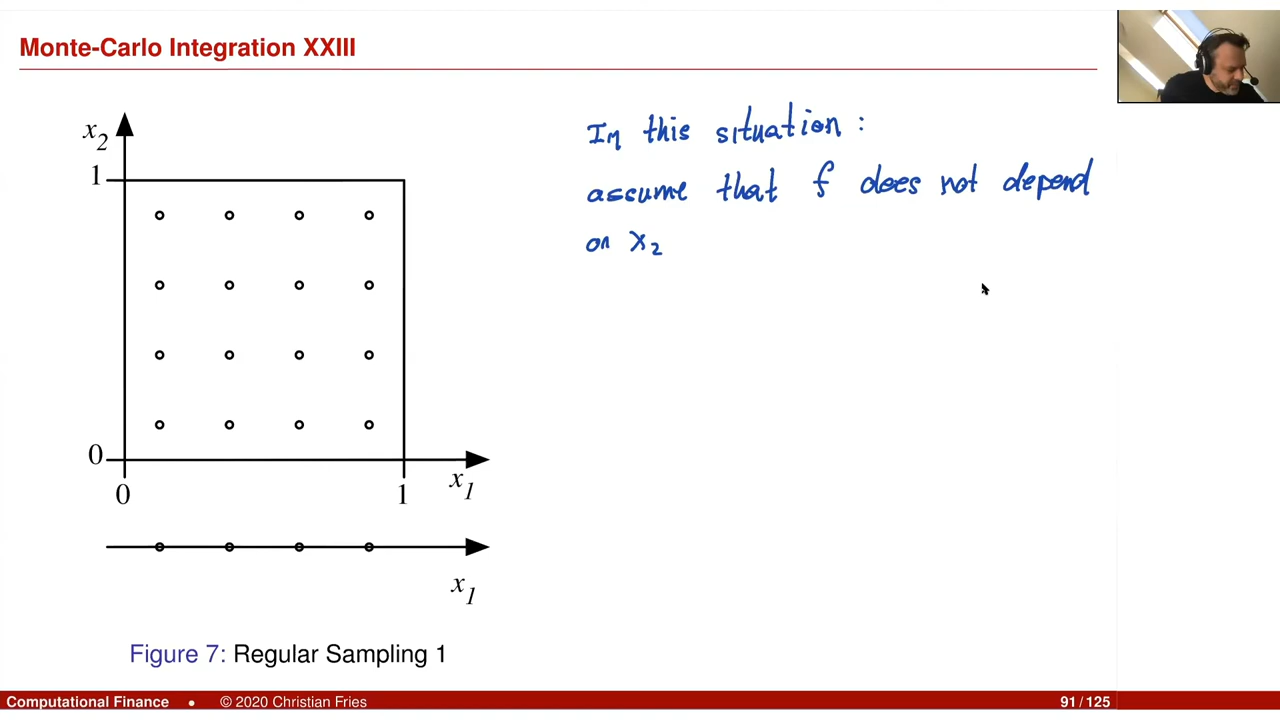 Monte-Carlo Integration XXIII
x2
1
0
0
1
x1
x1
Figure 7: Regular Sampling 1
In this situation :
assume that f does not depend
on x2
Computational Finance • © 2020 Christian Fries 91 / 125